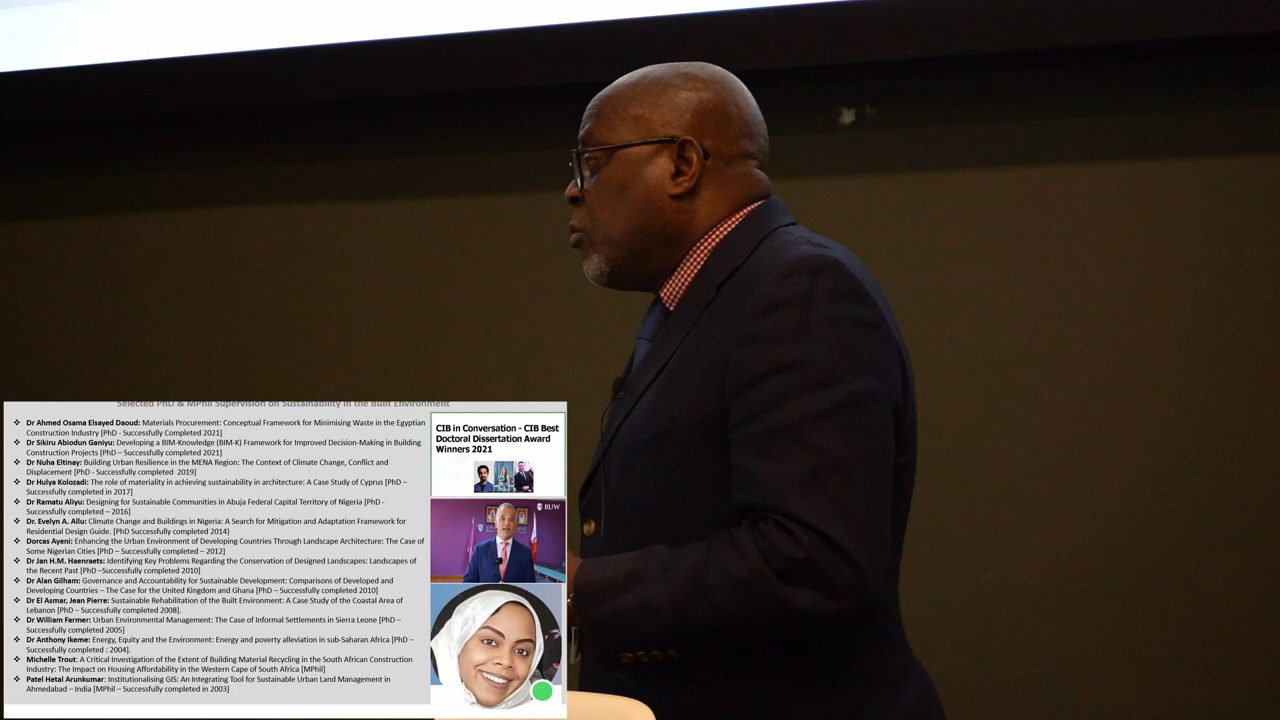 Selected PhD & MPhil Supervision on Sustainability in the Built Environment
❖ Dr Ahmed Osama Elsayed Daoud: Materials Procurement: Conceptual Framework for Minimising Waste in the Egyptian
Construction Industry [PhD - Successfully Completed 2021]
❖ Dr Sikiru Abiodun Ganiyu: Developing a BIM-Knowledge (BIM-K) Framework for Improved Decision-Making in Building
Construction Projects [PhD – Successfully completed 2021]
❖ Dr Nuha Eltinay: Building Urban Resilience in the MENA Region: The Context of Climate Change, Conflict and
Displacement [PhD - Successfully completed 2019]
❖ Dr Hulya Kolozadi: The role of materiality in achieving sustainability in architecture: A Case Study of Cyprus [PhD –
Successfully completed in 2017]
❖ Dr Ramatu Aliyu: Designing for Sustainable Communities in Abuja Federal Capital Territory of Nigeria [PhD -
Successfully completed – 2016]
❖ Dr. Evelyn A. Allu: Climate Change and Buildings in Nigeria: A Search for Mitigation and Adaptation Framework for
Residential Design Guide. [PhD Successfully completed 2014}
❖ Dorcas Ayeni: Enhancing the Urban Environment of Developing Countries Through Landscape Architecture: The Case of
Some Nigerian Cities [PhD – Successfully completed – 2012]
❖ Dr Jan H.M. Haenraets: Identifying Key Problems Regarding the Conservation of Designed Landscapes: Landscapes of
the Recent Past [PhD –Successfully completed 2010]
❖ Dr Alan Gilham: Governance and Accountability for Sustainable Development: Comparisons of Developed and
Developing Countries – The Case for the United Kingdom and Ghana [PhD – Successfully completed 2010]
❖ Dr El Asmar, Jean Pierre: Sustainable Rehabilitation of the Built Environment: A Case Study of the Coastal Area of
Lebanon [PhD – Successfully completed 2008].
❖ Dr William Farmer: Urban Environmental Management: The Case of Informal Settlements in Sierra Leone [PhD –
Successfully completed 2005]
❖ Dr Anthony Ikeme: Energy, Equity and the Environment: Energy and poverty alleviation in sub-Saharan Africa [PhD –
Successfully completed : 2004].
❖ Michelle Trout: A Critical Investigation of the Extent of Building Material Recycling in the South African Construction
Industry: The Impact on Housing Affordability in the Western Cape of South Africa [MPhil]
❖ Patel Hetal Arunkumar: Institutionalising GIS: An Integrating Tool for Sustainable Urban Land Management in
Ahmedabad – India [MPhil – Successfully completed in 2003]
CIB in Conversation - CIB Best
Doctoral Dissertation Award
Winners 2021
RUW